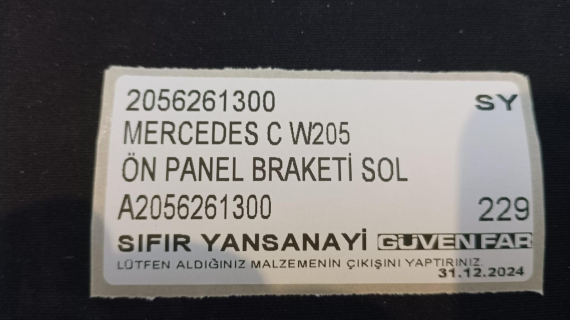 2056261300 SY
MERCEDES C W205
ÖN PANEL BRAKETİ SOL
A2056261300 229
SIFIR YANSANAYİ GÜVENFAR
LÜTFEN ALDIĞINIZ MALZEMENİN ÇIKIŞINI YAPTIRINIZ.
31.12.2024